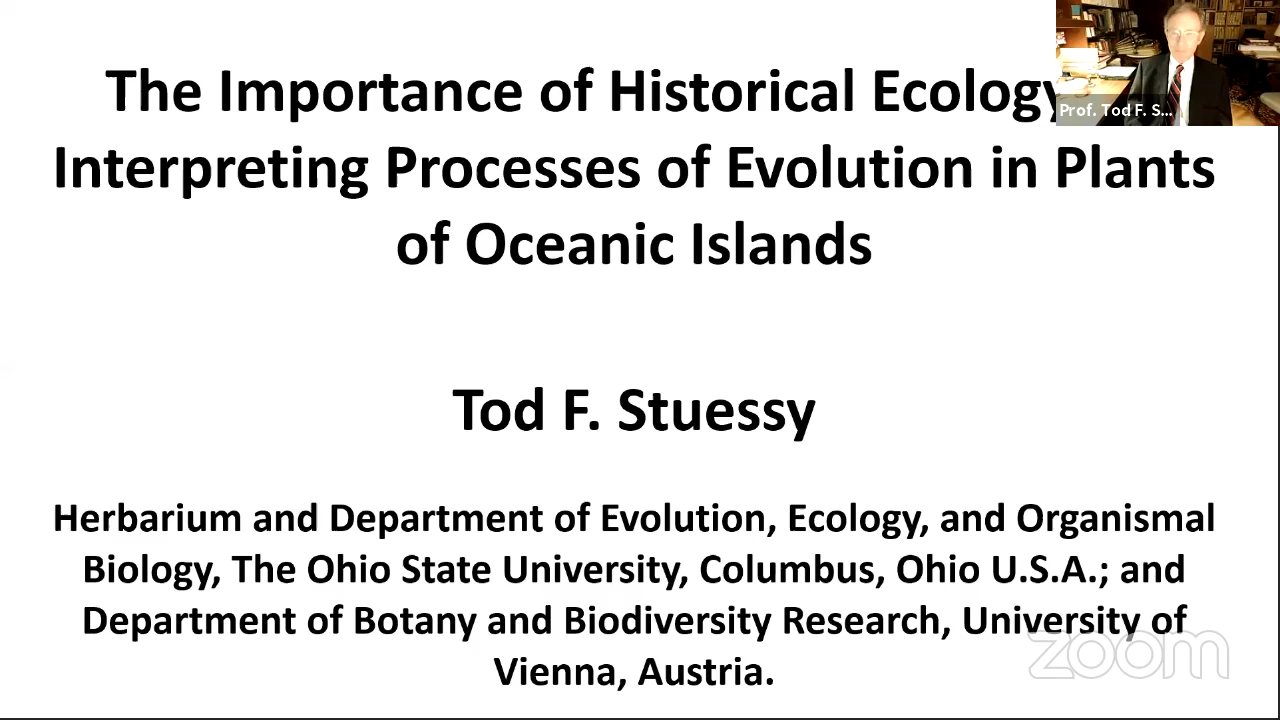 The Importance of Historical Ecology
Prof. Tod F. S...
Interpreting Processes of Evolution in Plants
of Oceanic Islands
Tod F. Stuessy
Herbarium and Department of Evolution, Ecology, and Organismal
Biology, The Ohio State University, Columbus, Ohio U.S.A.; and
Department of Botany and Biodiversity Research, University of
Vienna, Austria.
zoom